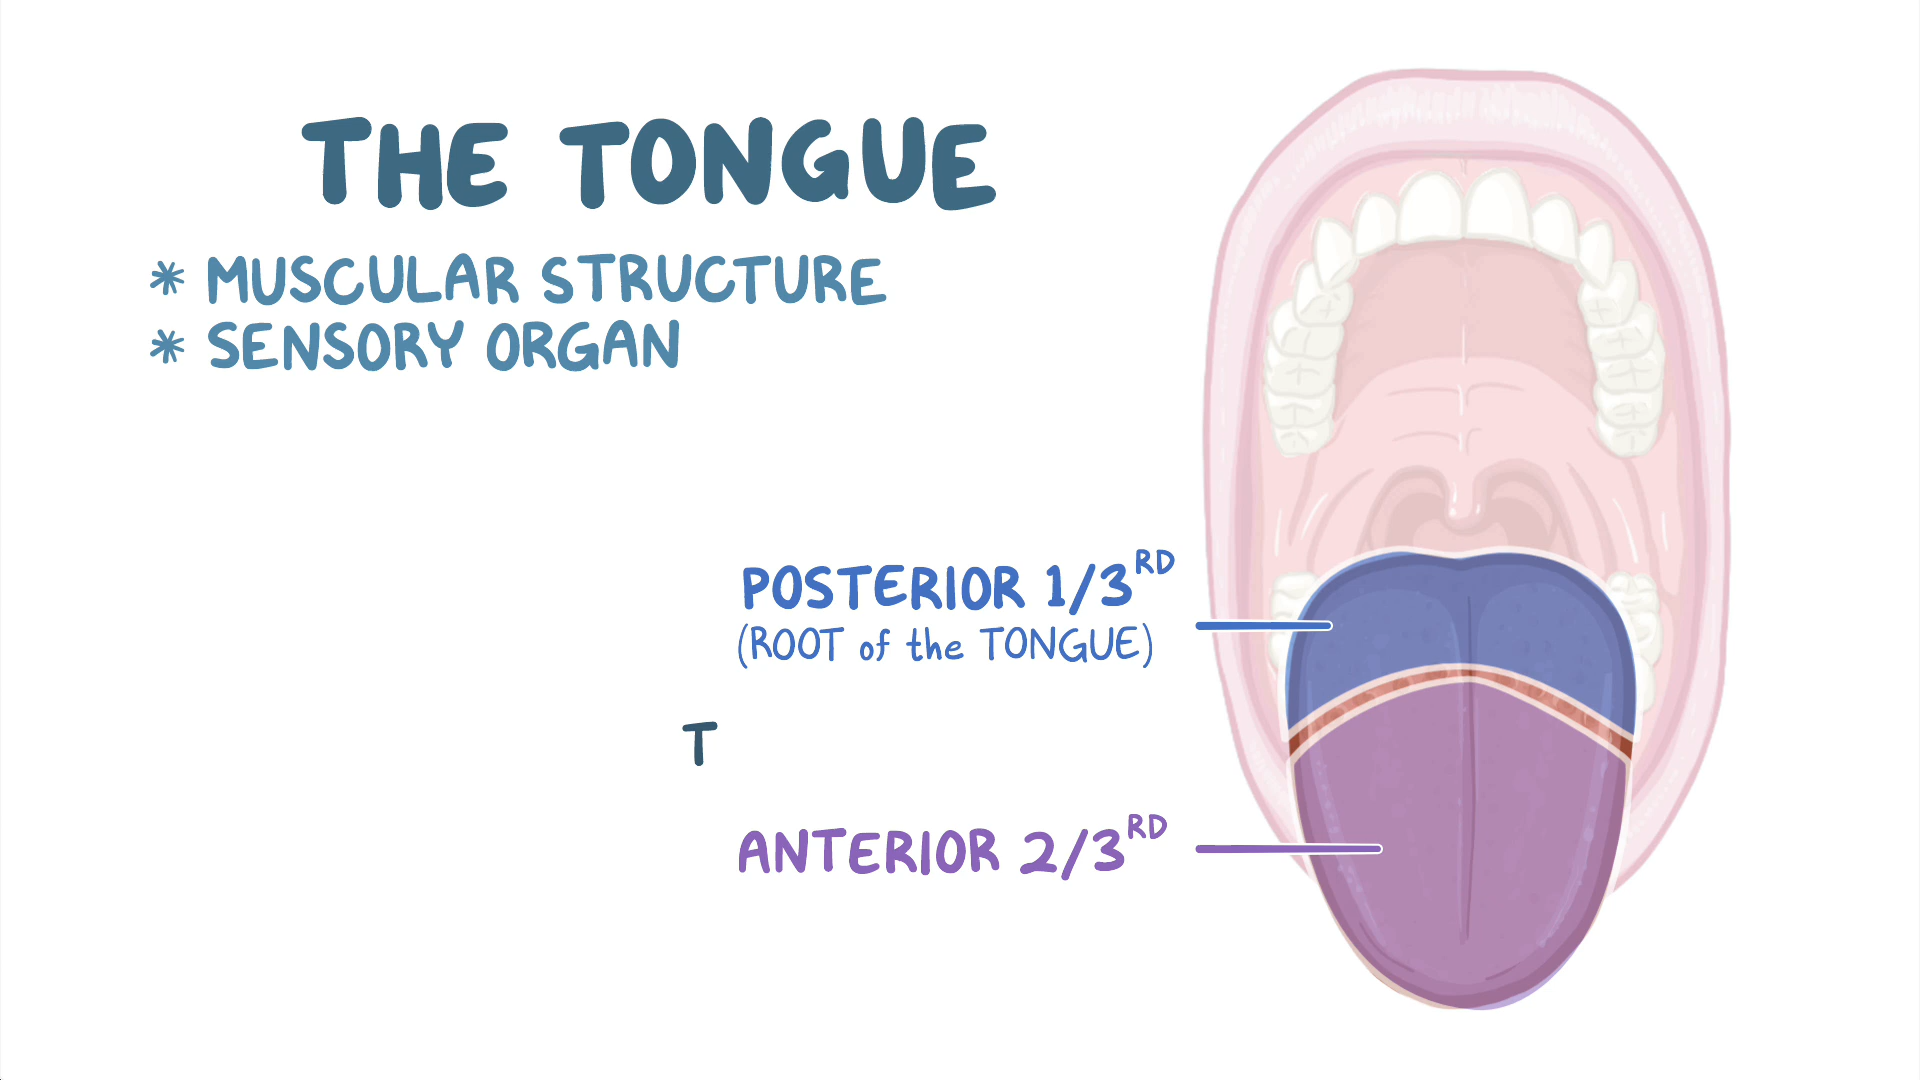 THE TONGUE
* MUSCULAR STRUCTURE
* SENSORY ORGAN
POSTERIOR 1/3RD
(ROOT of the TONGUE)
T
ANTERIOR 2/3RD